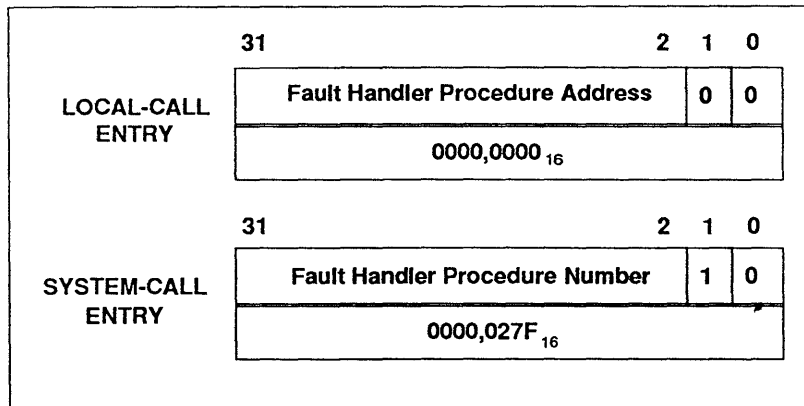 31 2 1 0
LOCAL-CALL ENTRY
Fault Handler Procedure Address 0 0
0000,0000 16
31 2 1 0
SYSTEM-CALL ENTRY
Fault Handler Procedure Number 1 0
0000,027F 16